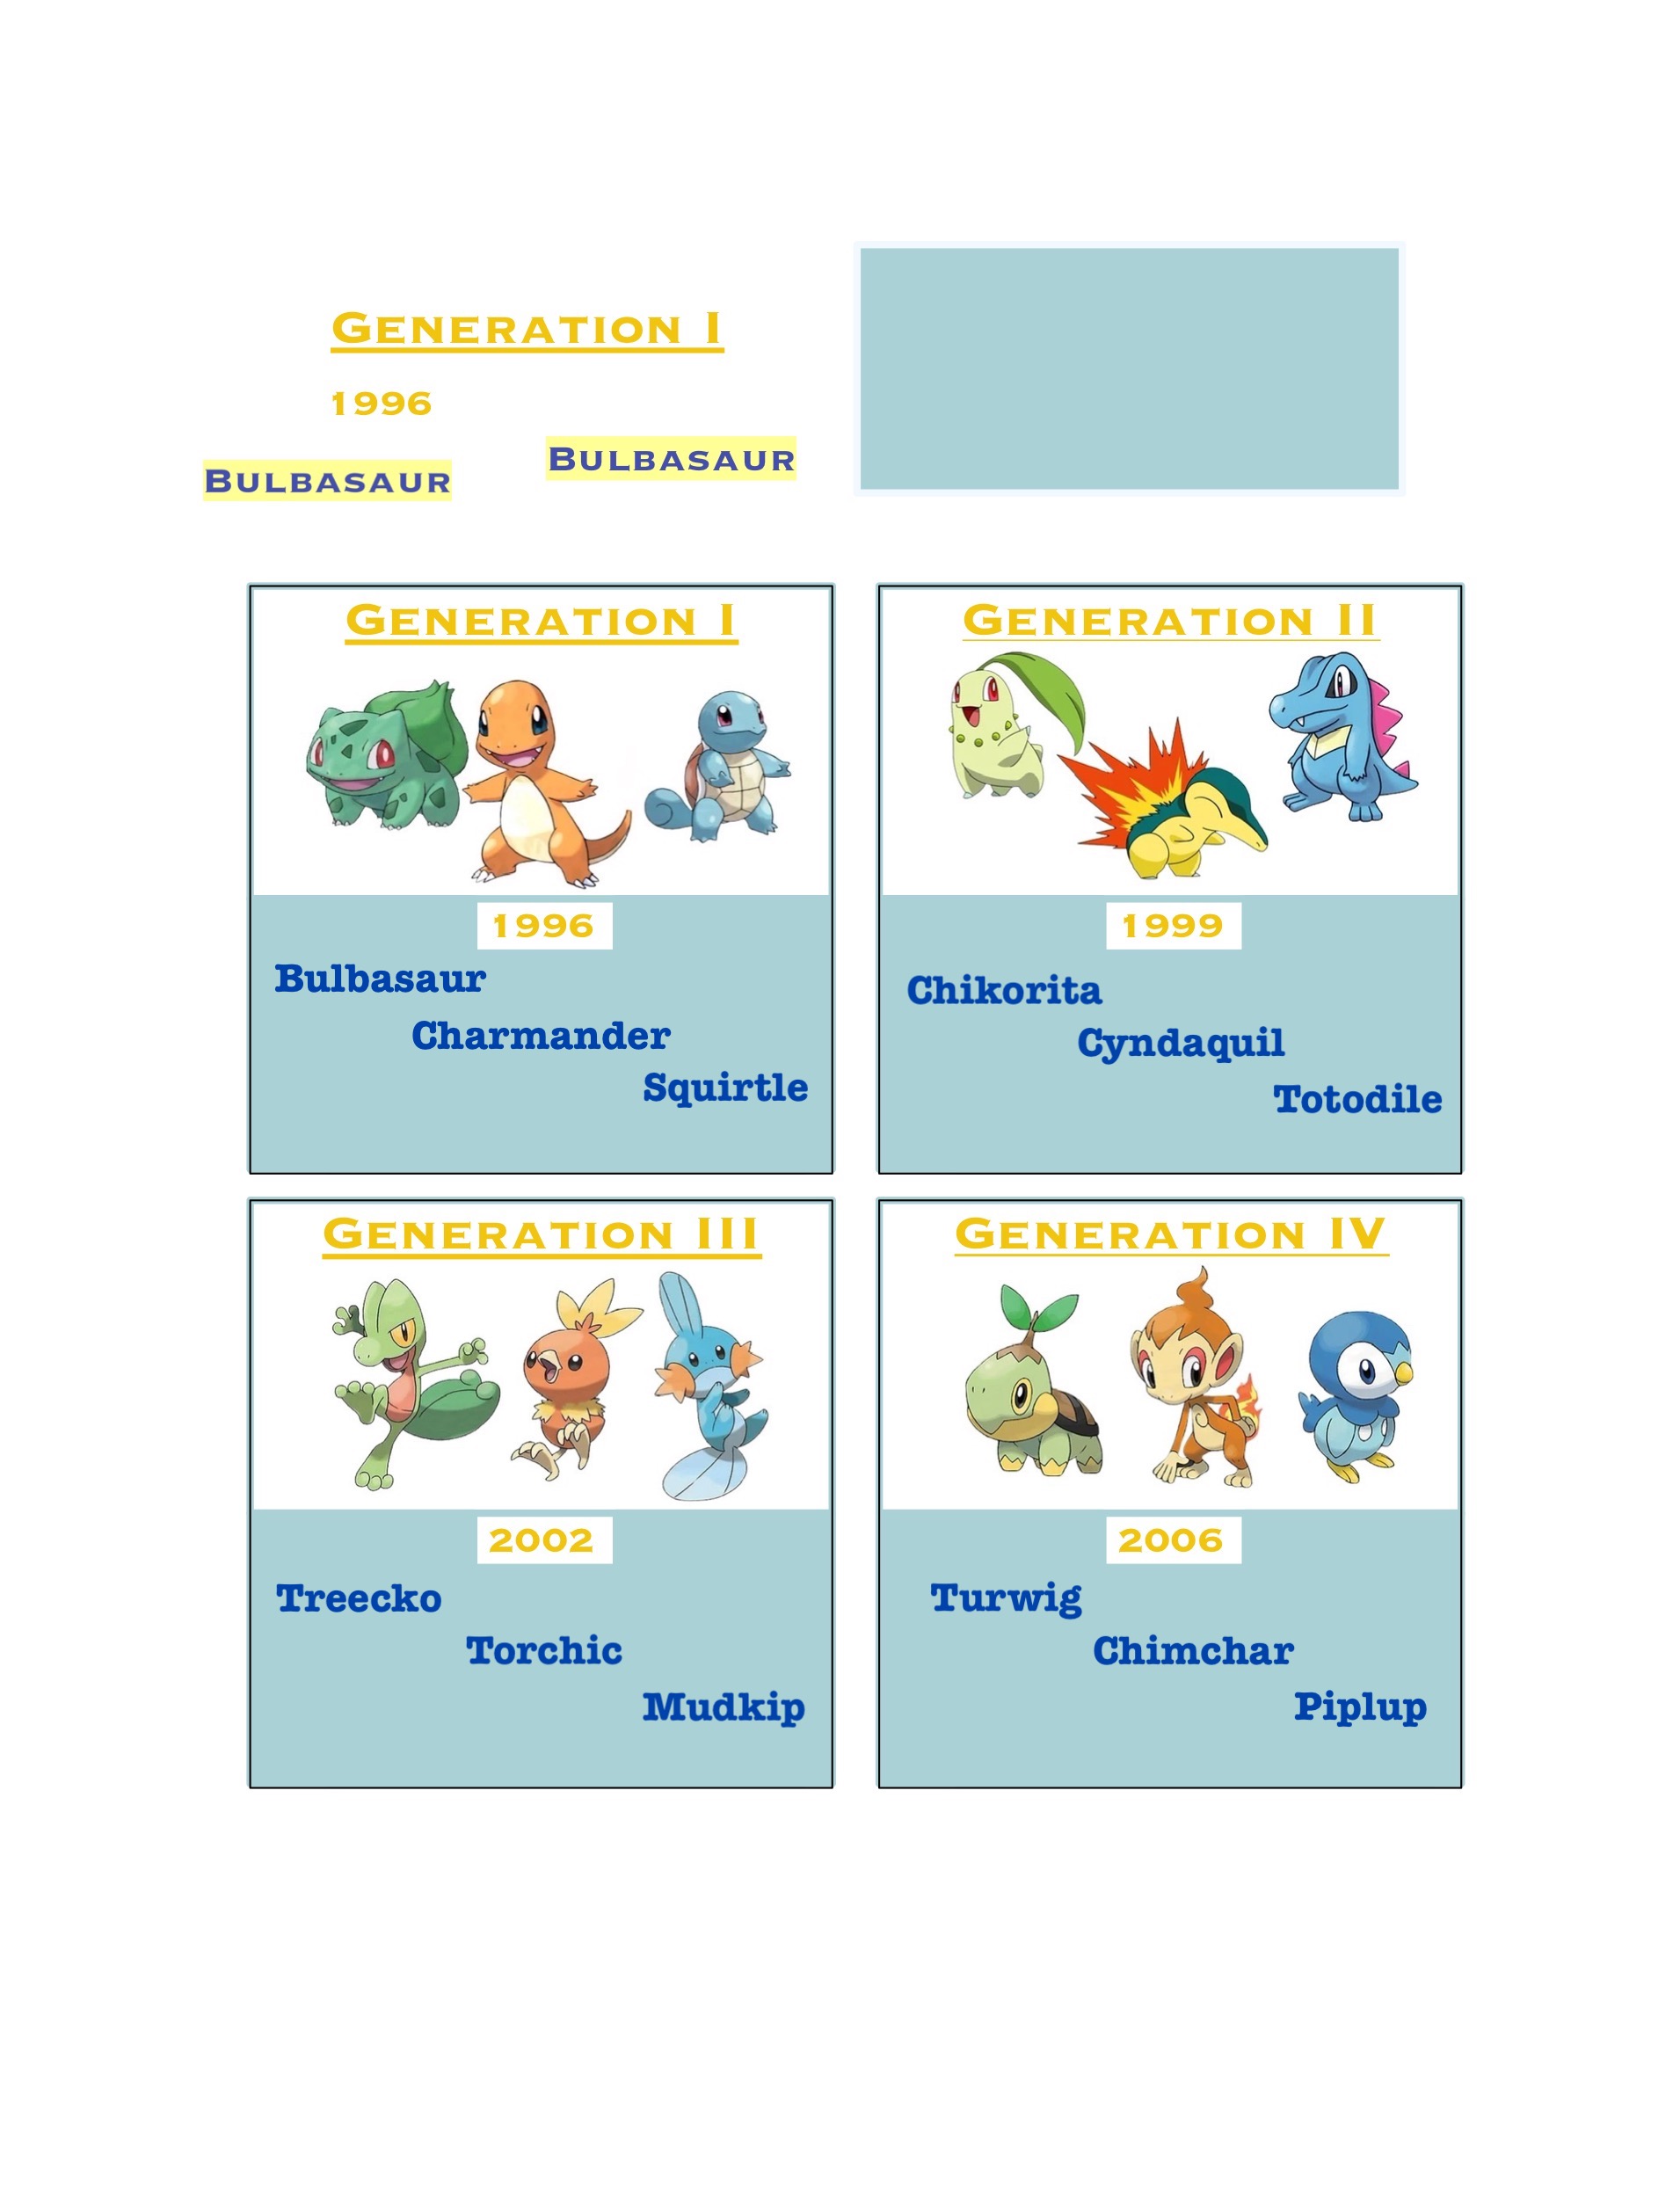 GENERATION I
1996
BULBASAUR
BULBASAUR
GENERATION I
1996
Bulbasaur
Charmander
Squirtle
GENERATION II
1999
Chikorita
Cyndaquil
Totodile
GENERATION III
2002
Treecko
Torchic
Mudkip
GENERATION IV
2006
Turwig
Chimchar
Piplup